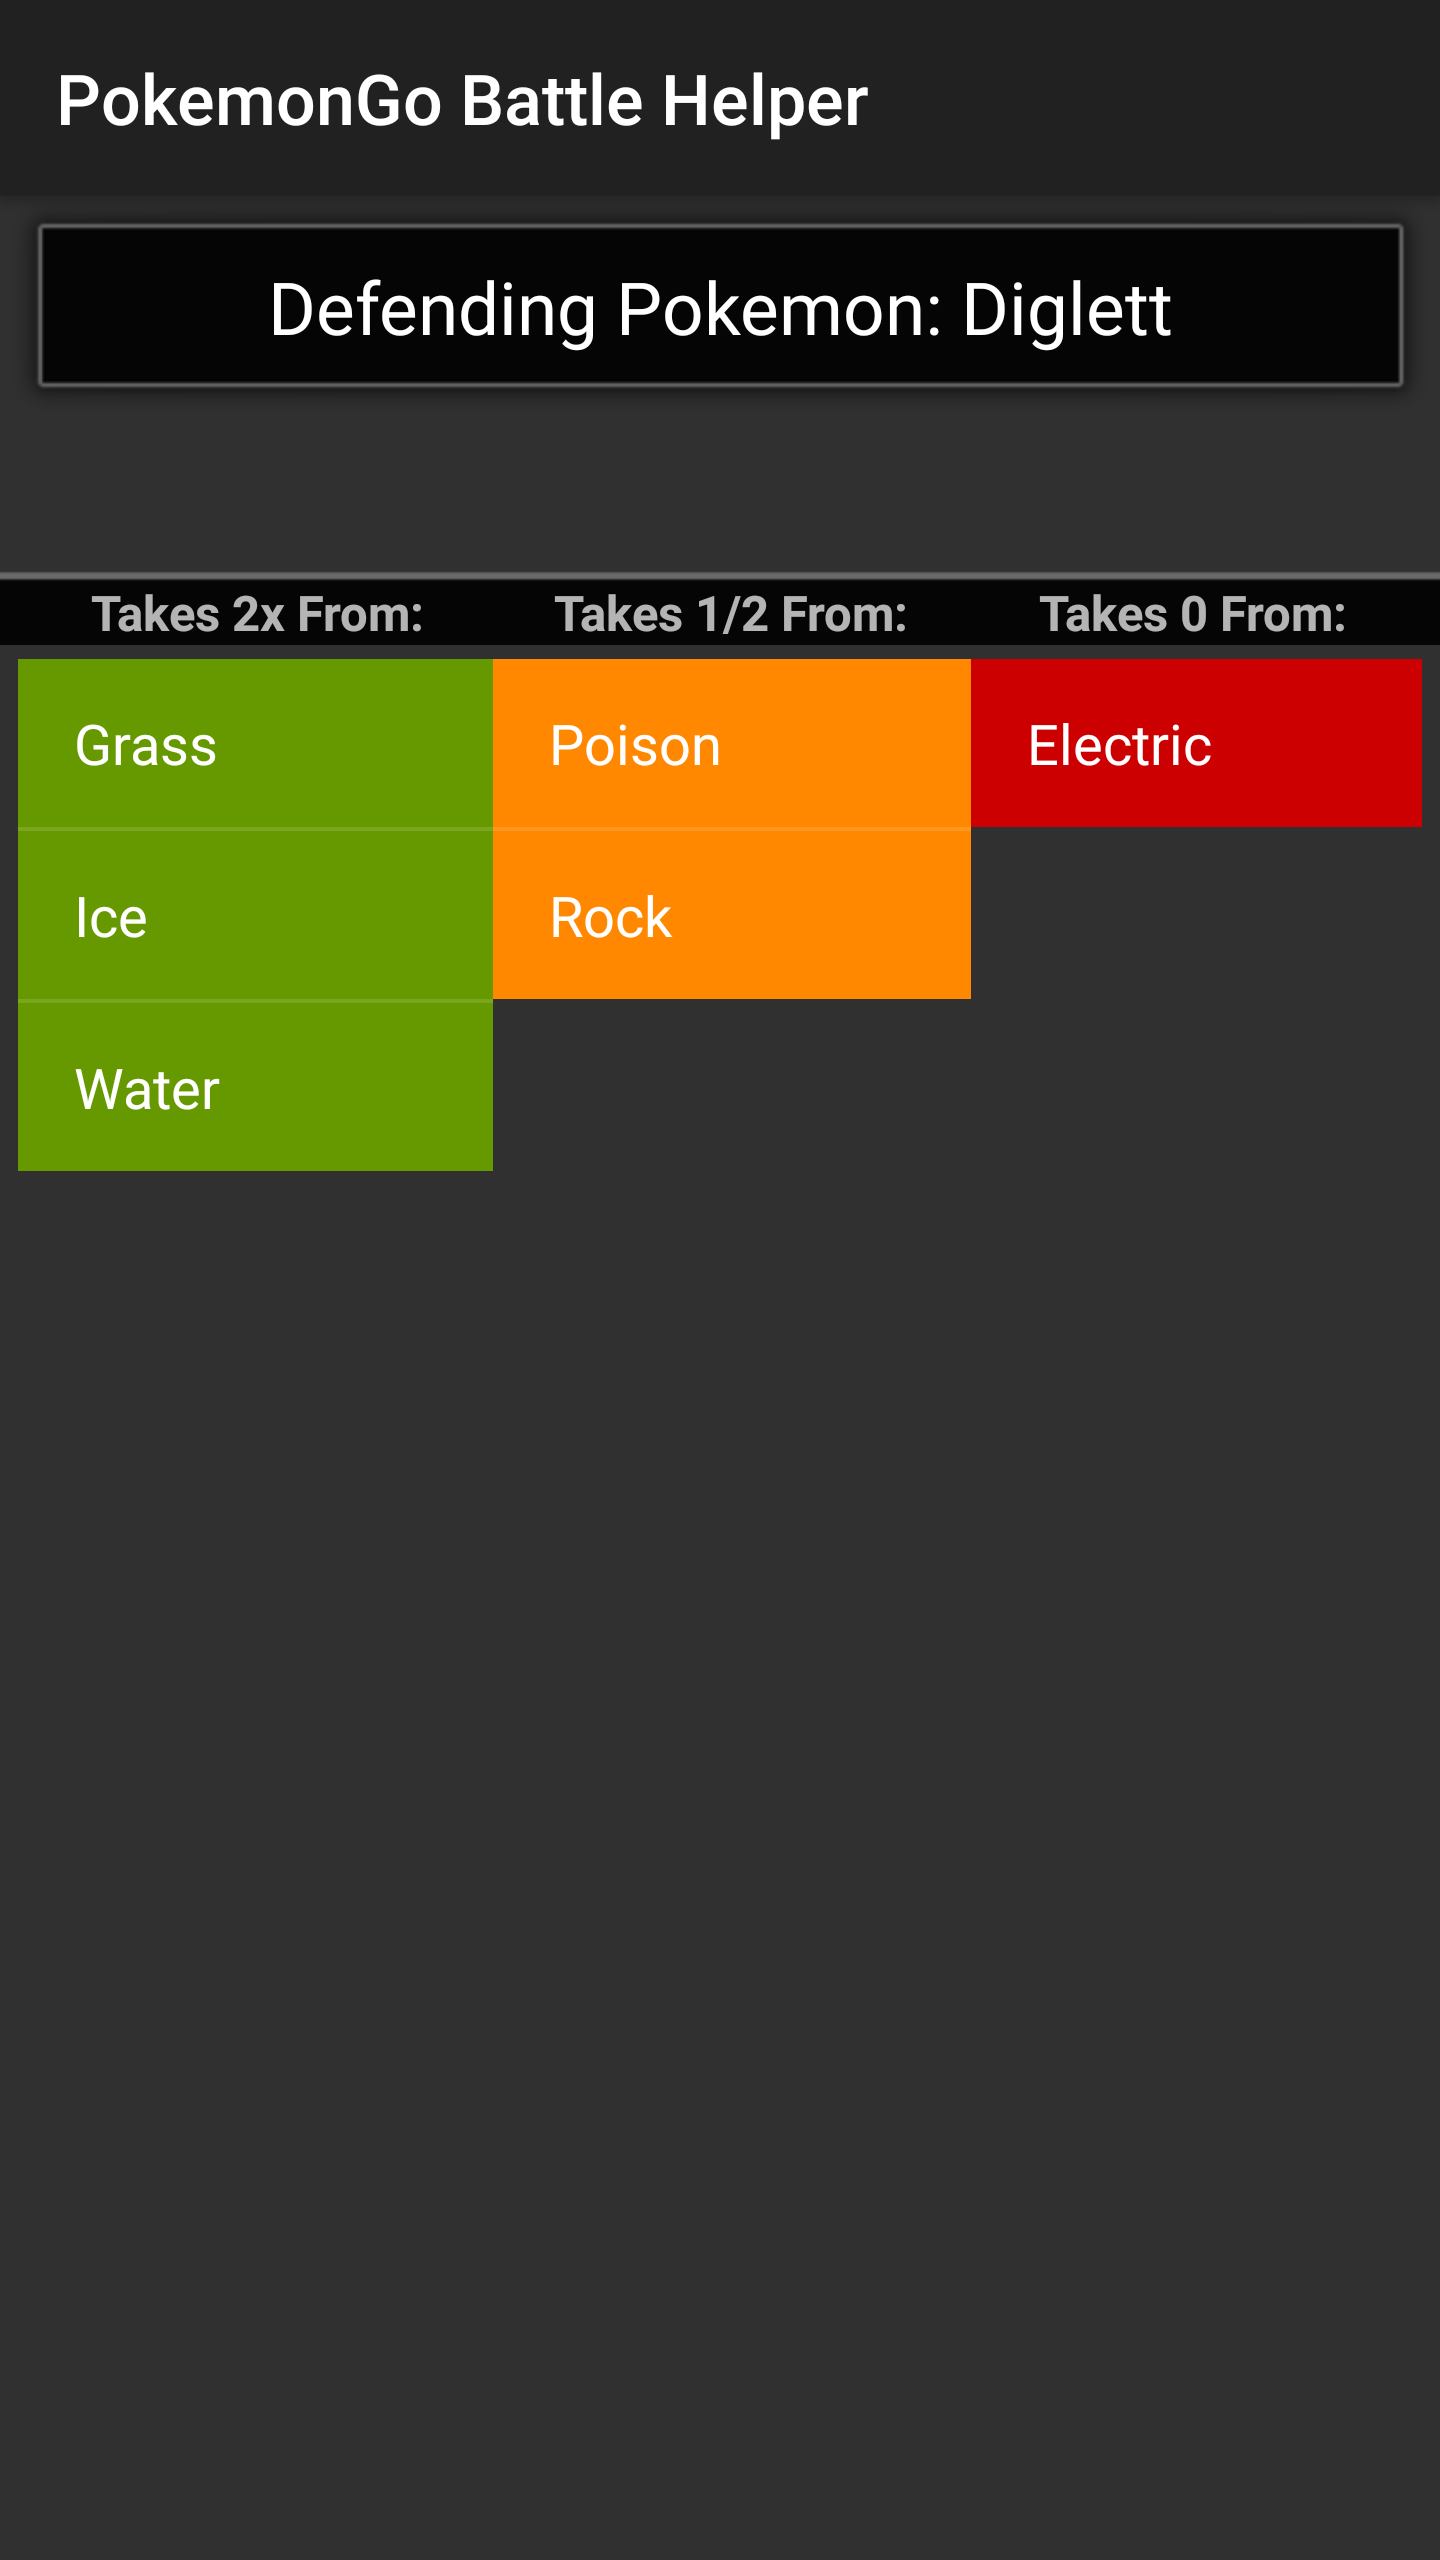 PokemonGo Battle Helper
Defending Pokemon: Diglett
Takes 2x From: Takes 1/2 From: Takes 0 From:
Grass Poison Electric
Ice Rock
Water